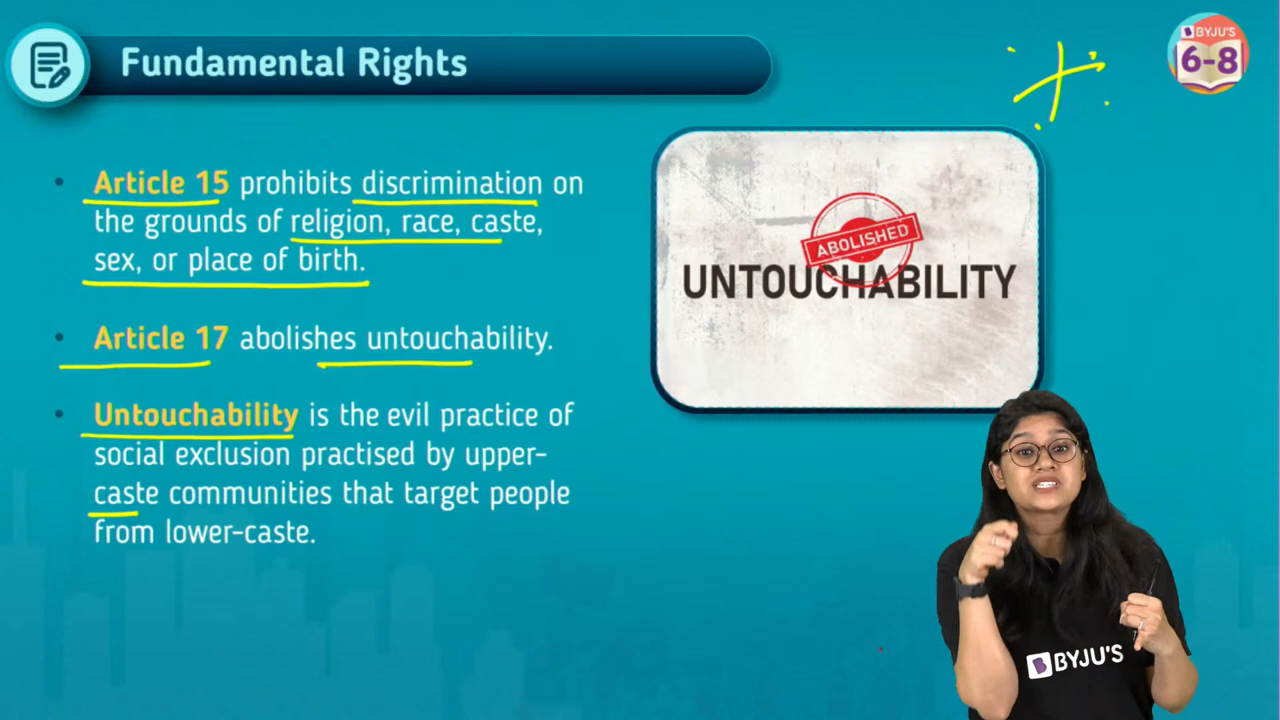 Fundamental Rights
BYJU'S
6-8
• Article 15 prohibits discrimination on
the grounds of religion, race, caste,
sex, or place of birth.
• Article 17 abolishes untouchability.
• Untouchability is the evil practice of
social exclusion practised by upper-
caste communities that target people
from lower-caste.
ABOLISHED
UNTOUCHABILITY
BYJU'S